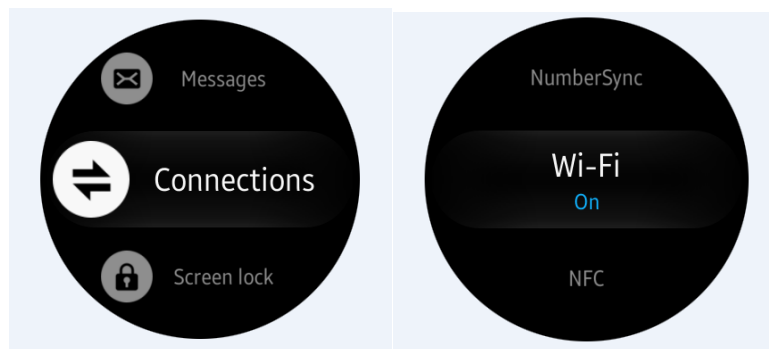 Messages
Connections
Screen lock
NumberSync
Wi-Fi
On
NFC